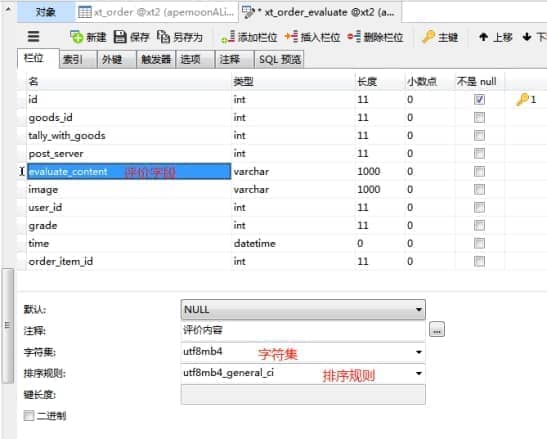 对象 xt_order @xt2 (apemoonALi... * xt_order_evaluate @xt2 (a...
新建 保存 另存为 添加栏位 插入栏位 删除栏位 主键 上移
栏位 索引 外键 触发器 选项 注释 SQL 预览
名 类型 长度 小数点 不是 null
id int 11 0 1
goods_id int 11 0
tally_with_goods int 11 0
post_server int 11 0
evaluate_content 评价字段 varchar 1000 0
image varchar 1000 0
user_id int 11 0
grade int 11 0
time datetime 0 0
order_item_id int 11 0
默认: NULL
注释: 评价内容 ...
字符集: utf8mb4 字符集
排序规则: utf8mb4_general_ci 排序规则
键长度:
二进制